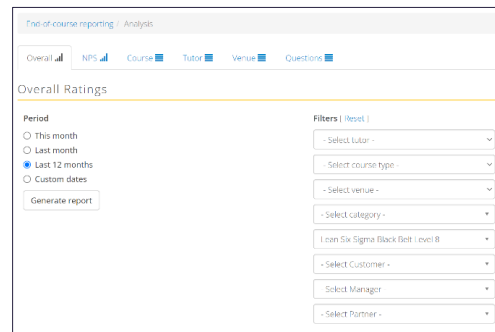 End-of-course reporting / Analysis
Overall NPS Course Tutor Venue Questions
Overall Ratings
Period
This month
Last month
Last 12 months
Custom dates
Generate report
Filters [ Reset ]
- Select tutor -
- Select course type -
- Select venue -
- Select category -
Lean Six Sigma Black Belt Level 8
- Select Customer -
Select Manager
- Select Partner -